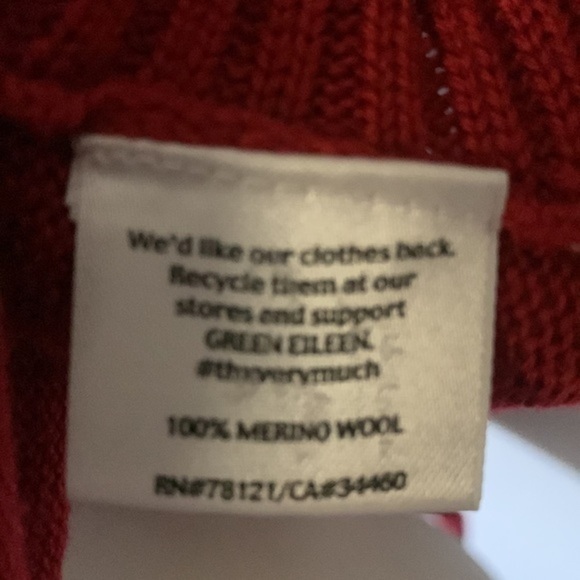 We'd like our clothes back.
Recycle them at our
stores and support
GREEN EILEEN.
#thxverymuch
100% MERINO WOOL
RN#78121/CA#34460